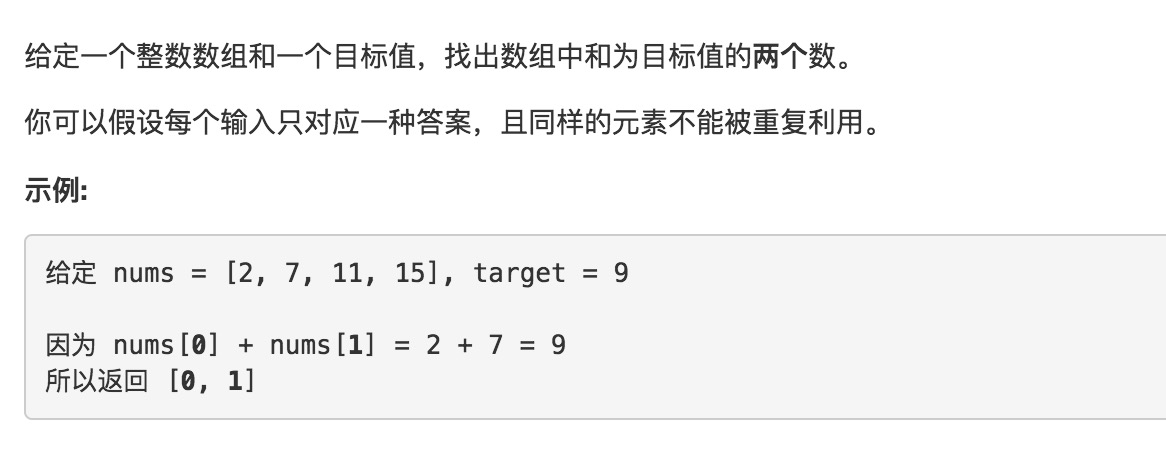 给定一个整数数组和一个目标值，找出数组中和为目标值的两个数。
你可以假设每个输入只对应一种答案，且同样的元素不能被重复利用。
示例:
给定 nums = [2, 7, 11, 15], target = 9
因为 nums[0] + nums[1] = 2 + 7 = 9
所以返回 [0, 1]